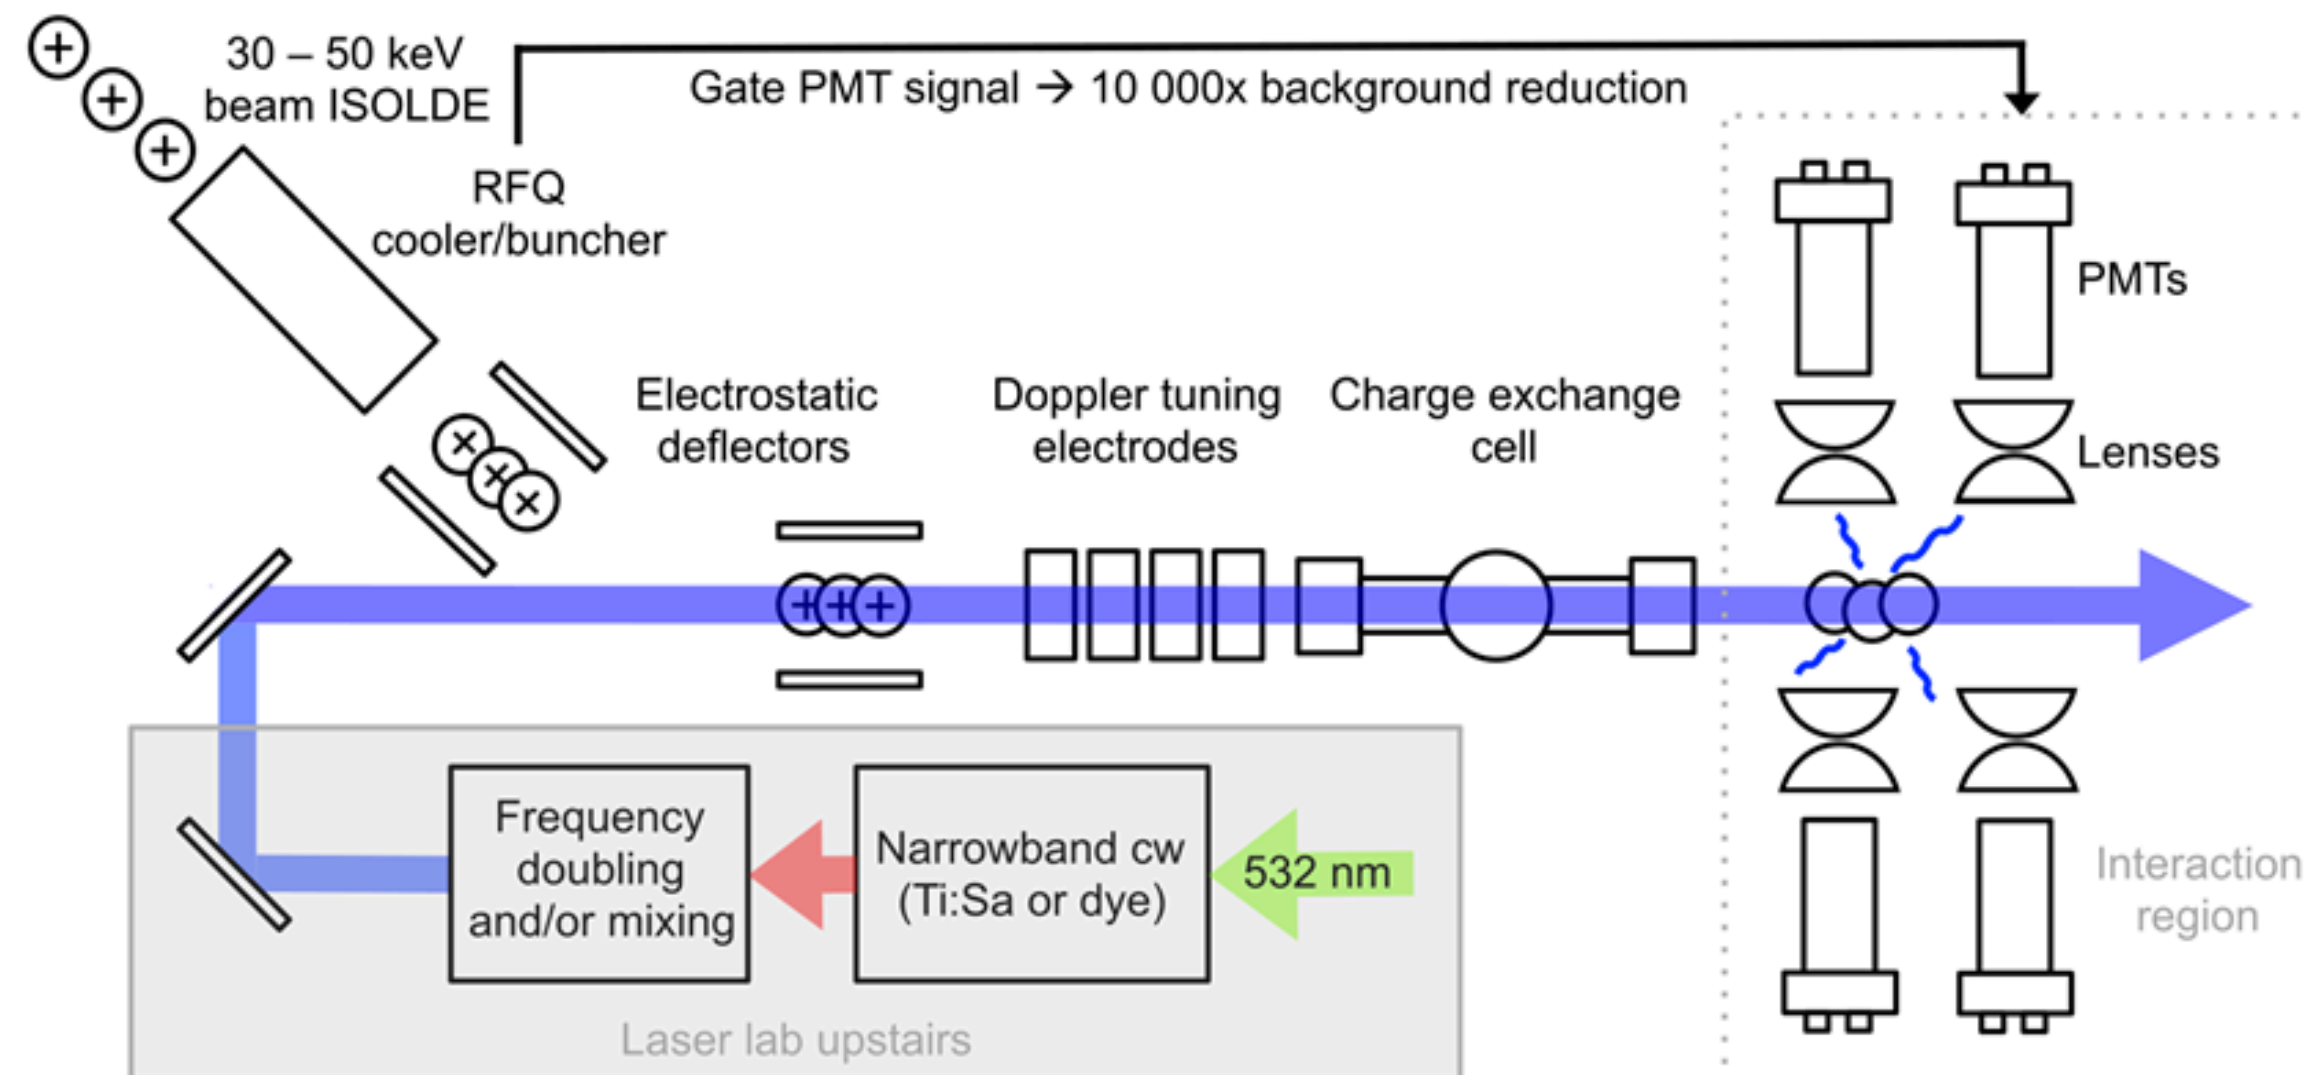 30 – 50 keV
beam ISOLDE
Gate PMT signal → 10 000x background reduction
RFQ
cooler/buncher
PMTs
Electrostatic
deflectors
Doppler tuning
electrodes
Charge exchange
cell
Lenses
Frequency
doubling
and/or mixing
Narrowband cw
(Ti:Sa or dye)
532 nm
Interaction
region
Laser lab upstairs